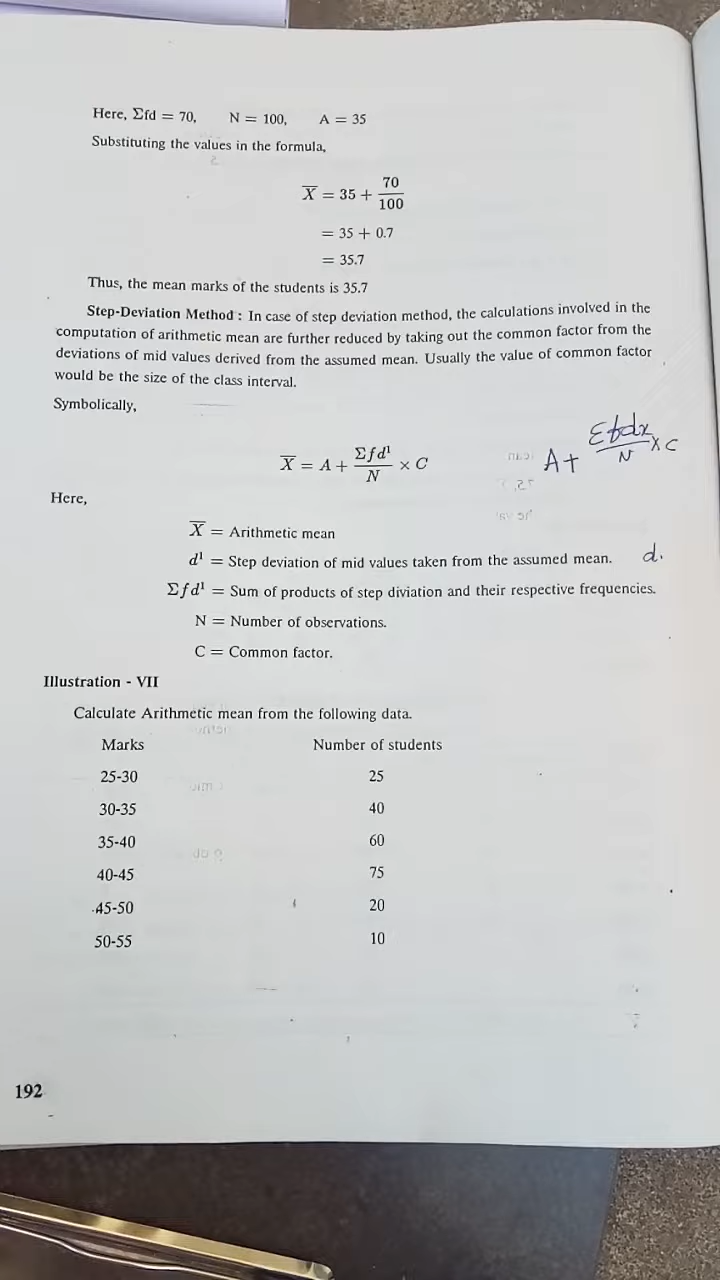 Here, Σfd = 70, N = 100, A = 35
Substituting the values in the formula,
X̄ = 35 + 70/100
= 35 + 0.7
= 35.7
Thus, the mean marks of the students is 35.7
Step-Deviation Method : In case of step deviation method, the calculations involved in the
computation of arithmetic mean are further reduced by taking out the common factor from the
deviations of mid values derived from the assumed mean. Usually the value of common factor
would be the size of the class interval.
Symbolically,
X̄ = A + Σfd¹/N × C
A + Σfdx/N × C
Here,
X̄ = Arithmetic mean
d¹ = Step deviation of mid values taken from the assumed mean. d.
Σfd¹ = Sum of products of step diviation and their respective frequencies.
N = Number of observations.
C = Common factor.
Illustration - VII
Calculate Arithmetic mean from the following data.
Marks Number of students
25-30 25
30-35 40
35-40 60
40-45 75
45-50 20
50-55 10
192